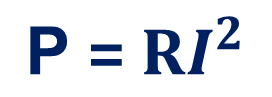 P = RI²